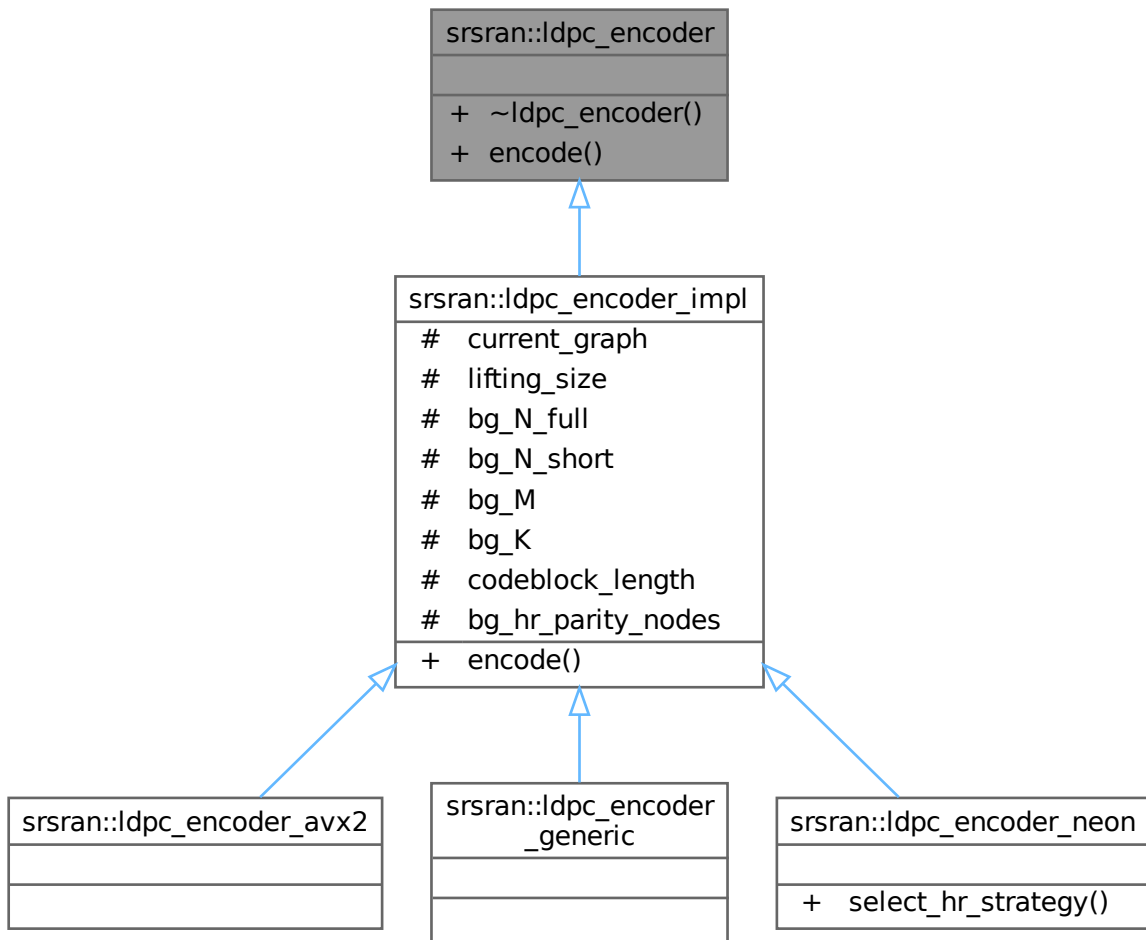 srsran::ldpc_encoder
+ ~ldpc_encoder()
+ encode()
srsran::ldpc_encoder_impl
# current_graph
# lifting_size
# bg_N_full
# bg_N_short
# bg_M
# bg_K
# codeblock_length
# bg_hr_parity_nodes
+ encode()
srsran::ldpc_encoder_avx2
srsran::ldpc_encoder
_generic
srsran::ldpc_encoder_neon
+ select_hr_strategy()